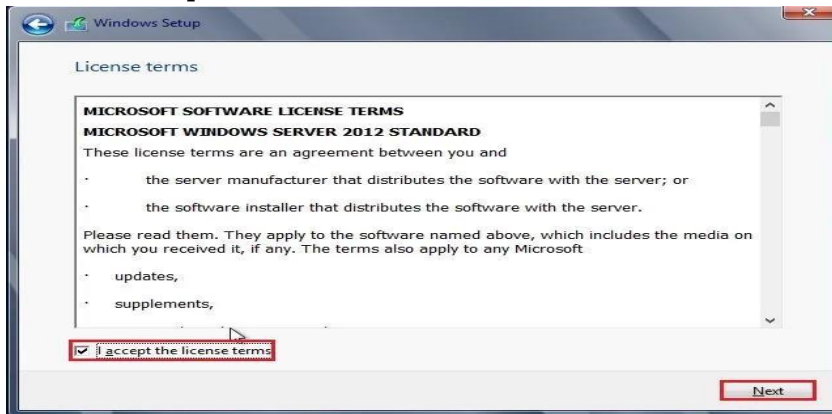 Windows Setup
License terms
MICROSOFT SOFTWARE LICENSE TERMS
MICROSOFT WINDOWS SERVER 2012 STANDARD
These license terms are an agreement between you and
· the server manufacturer that distributes the software with the server; or
· the software installer that distributes the software with the server.
Please read them. They apply to the software named above, which includes the media on
which you received it, if any. The terms also apply to any Microsoft
· updates,
· supplements,
I accept the license terms
Next